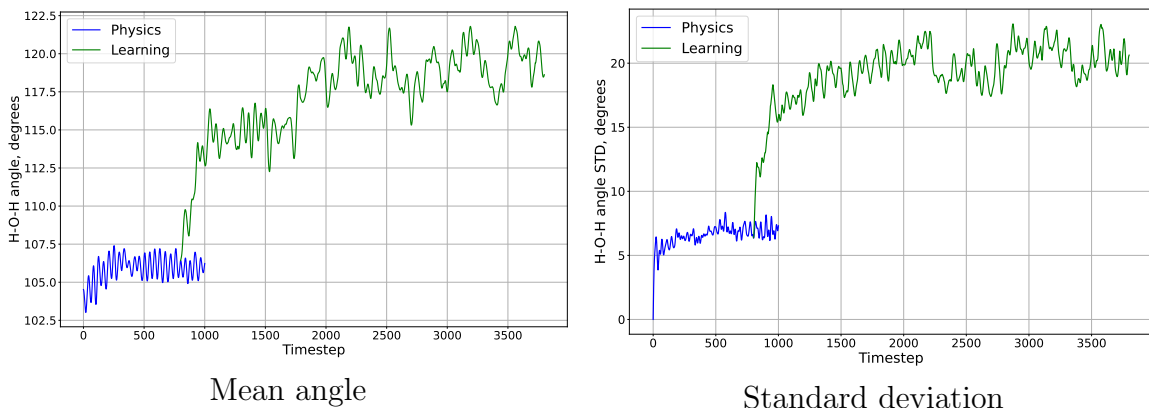 Physics
Learning
H-O-H angle, degrees
122.5
120.0
117.5
115.0
112.5
110.0
107.5
105.0
102.5
0 500 1000 1500 2000 2500 3000 3500
Timestep
Mean angle
Physics
Learning
H-O-H angle STD, degrees
20
15
10
5
0
0 500 1000 1500 2000 2500 3000 3500
Timestep
Standard deviation